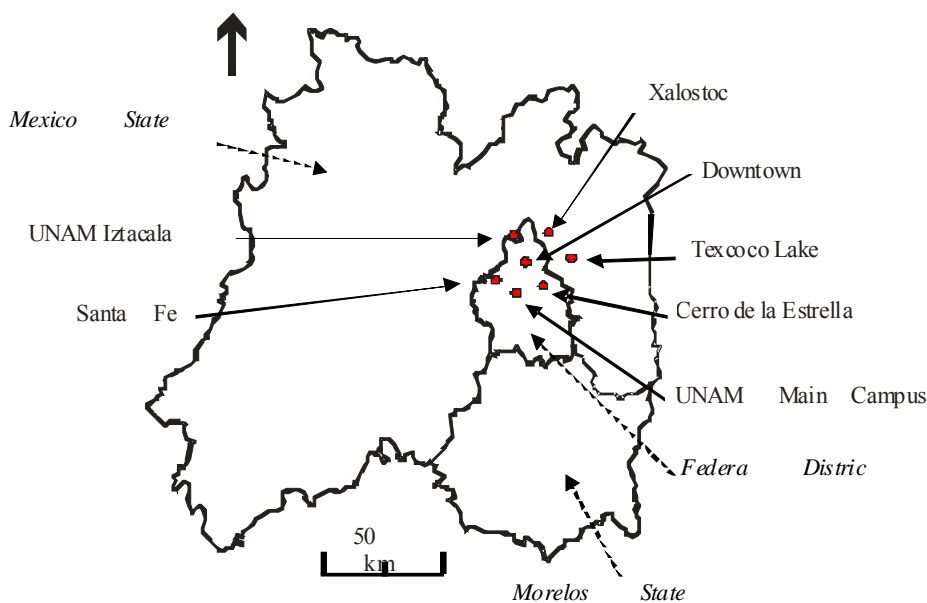 Xalostoc
Mexico State
Downtown
UNAM Iztacala
Texcoco Lake
Santa Fe
Cerro de la Estrella
UNAM Main Campus
Federa Distric
50
km
Morelos State